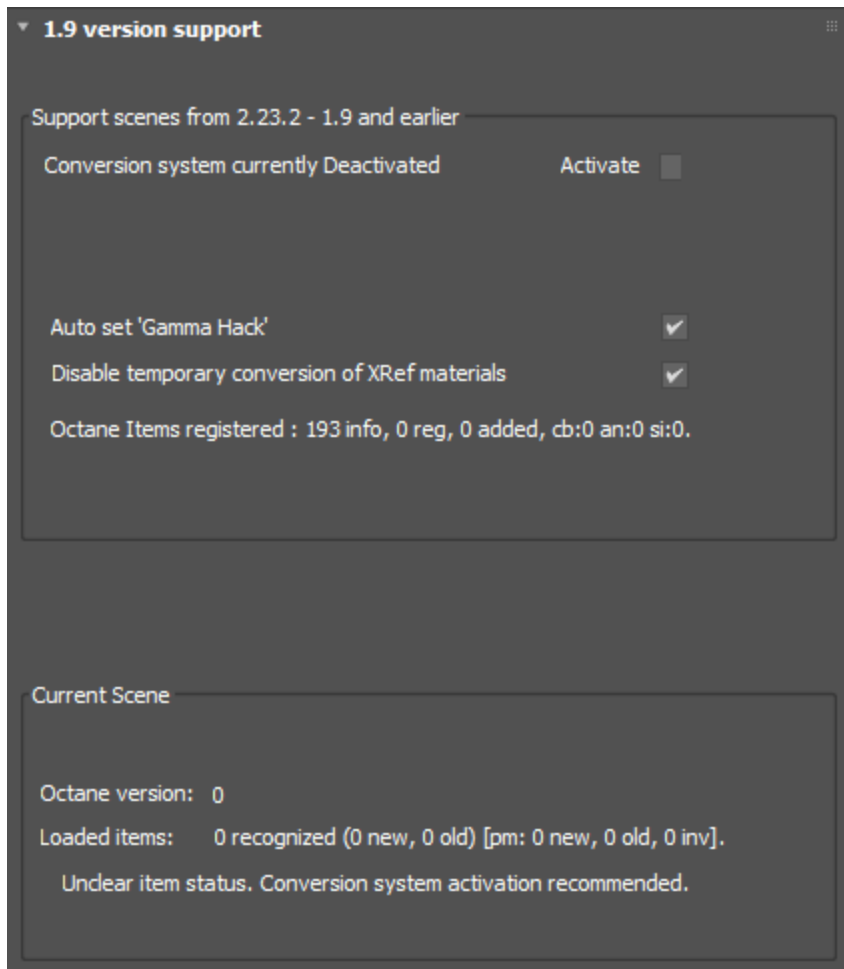 1.9 version support
Support scenes from 2.23.2 - 1.9 and earlier
Conversion system currently Deactivated Activate
Auto set 'Gamma Hack'
Disable temporary conversion of XRef materials
Octane Items registered : 193 info, 0 reg, 0 added, cb:0 an:0 si:0.
Current Scene
Octane version: 0
Loaded items: 0 recognized (0 new, 0 old) [pm: 0 new, 0 old, 0 inv].
Unclear item status. Conversion system activation recommended.